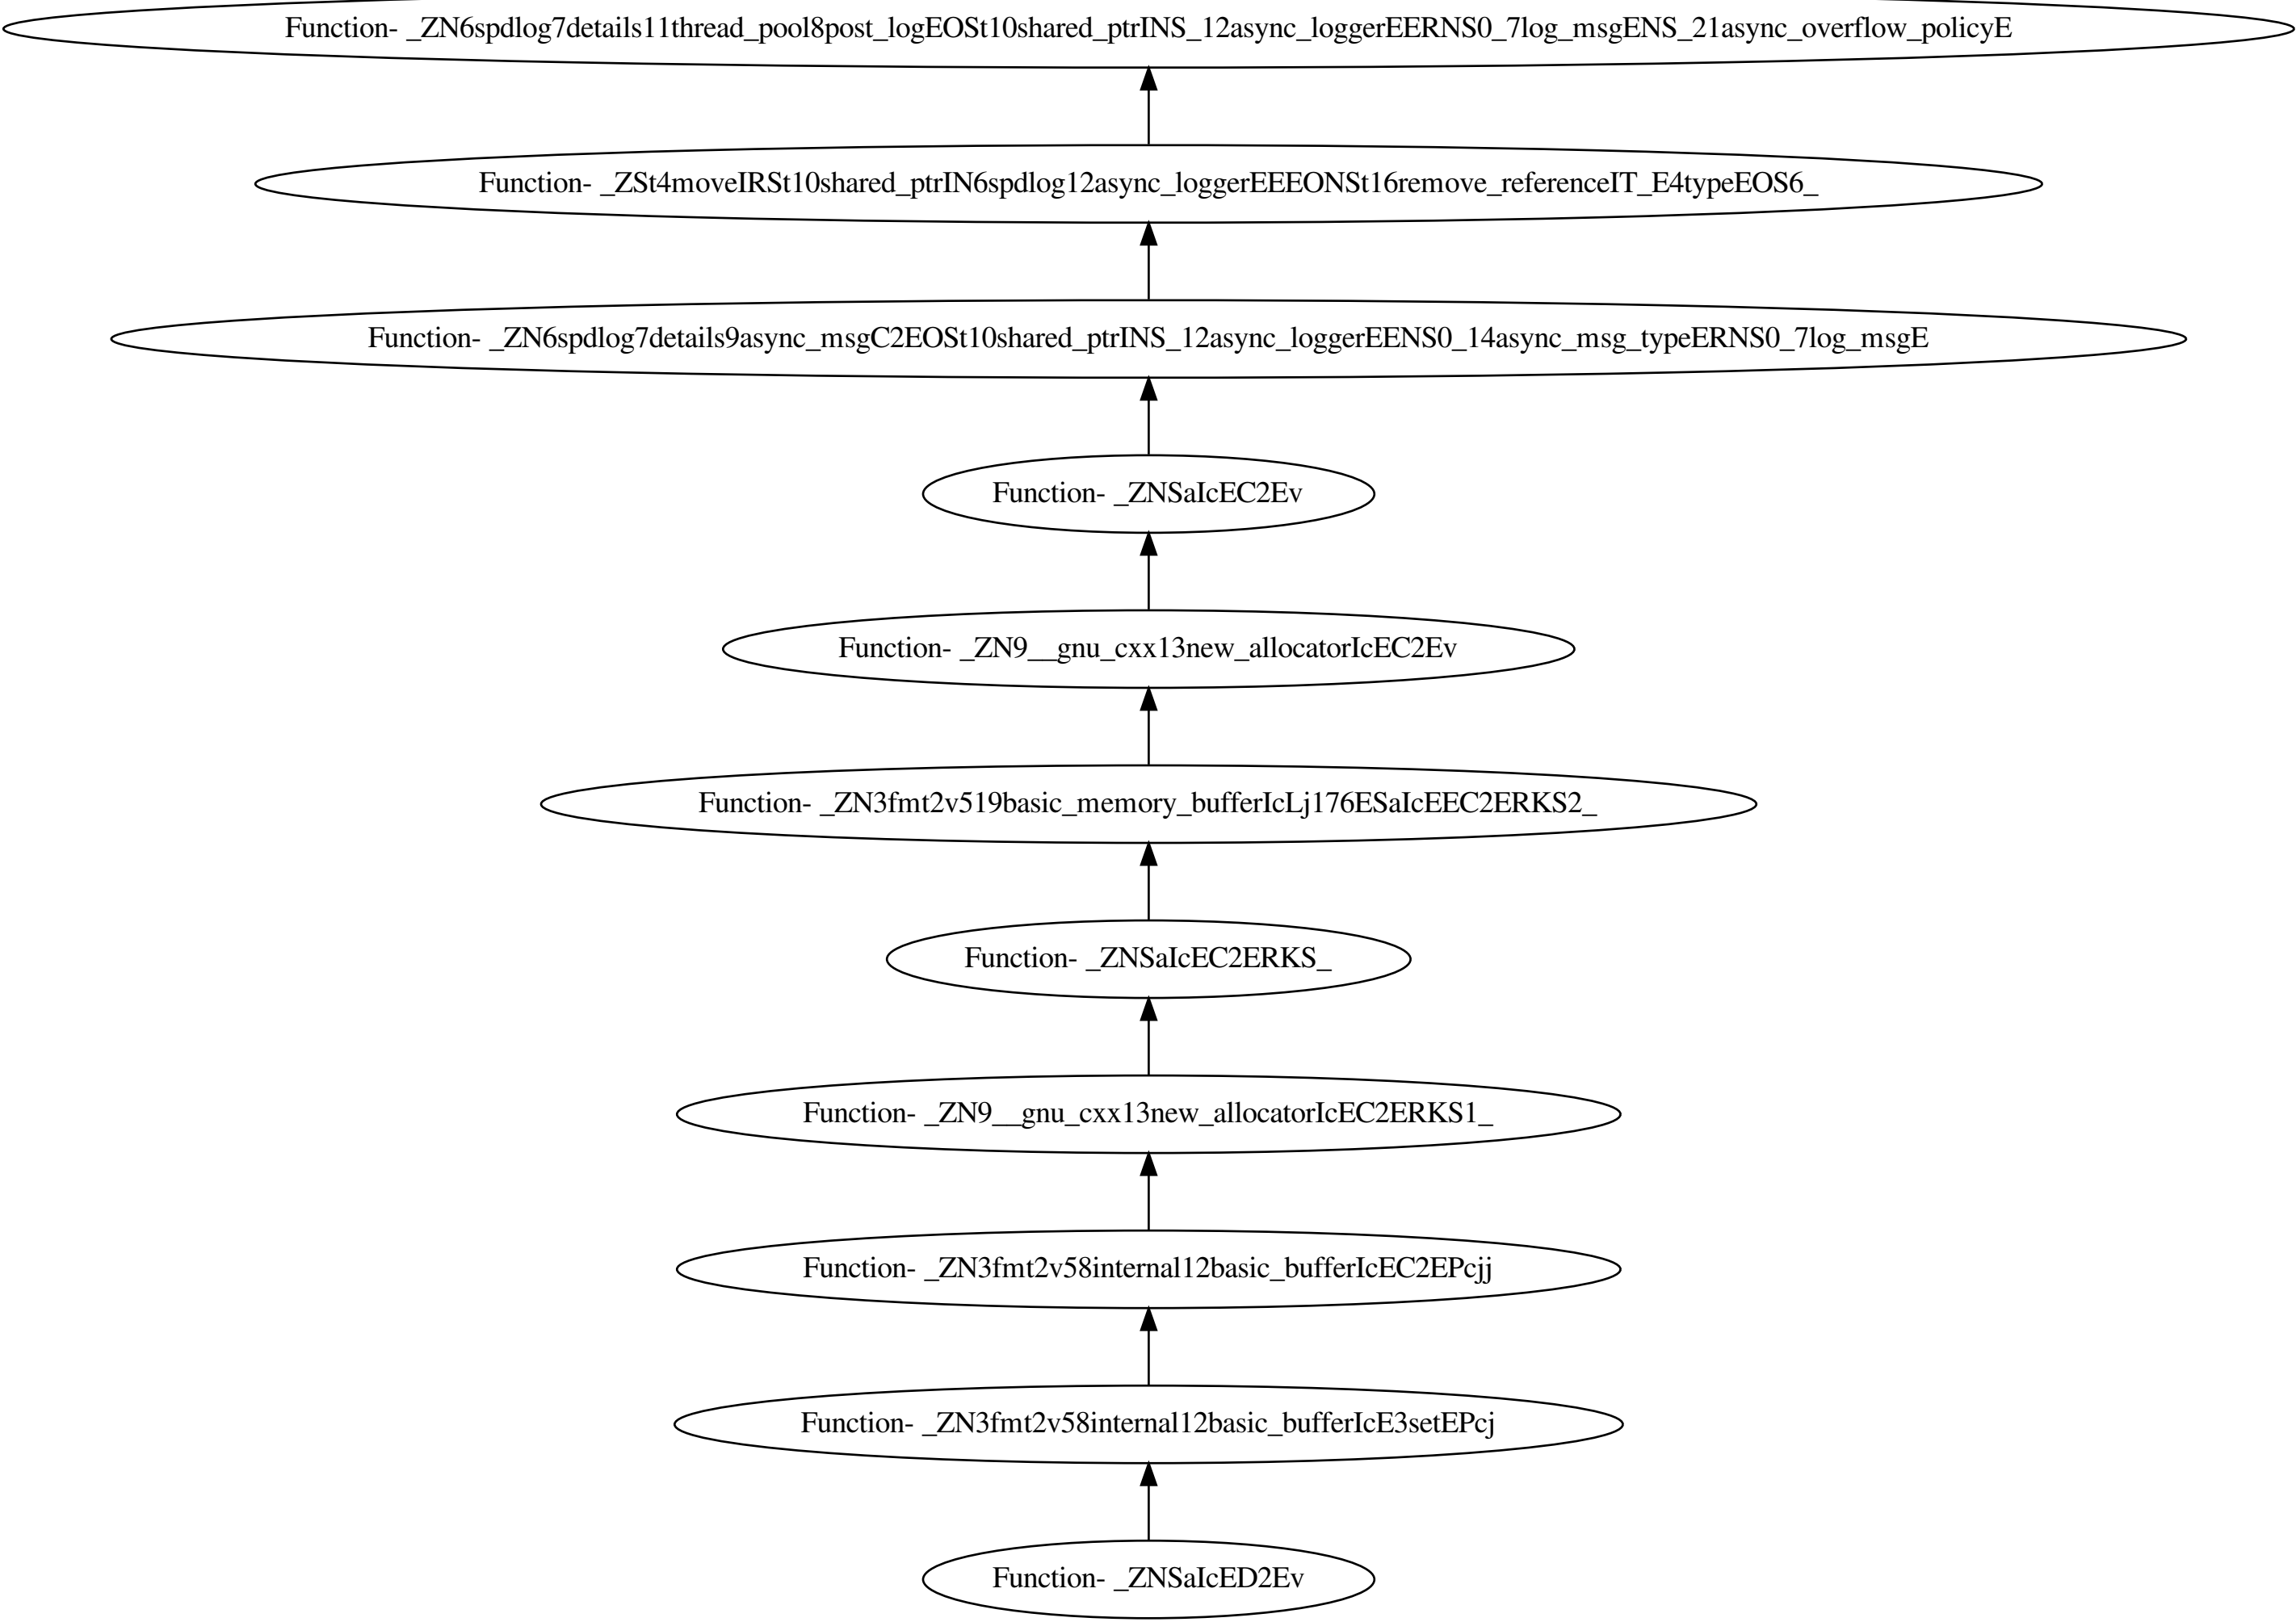 Function- _ZN6spdlog7details11thread_pool8post_logEOSt10shared_ptrINS_12async_loggerEERNS0_7log_msgENS_21async_overflow_policyE
Function- _ZSt4moveIRSt10shared_ptrIN6spdlog12async_loggerEEEONSt16remove_referenceIT_E4typeEOS6_
Function- _ZN6spdlog7details9async_msgC2EOSt10shared_ptrINS_12async_loggerEENS0_14async_msg_typeERNS0_7log_msgE
Function- _ZNSaIcEC2Ev
Function- _ZN9__gnu_cxx13new_allocatorIcEC2Ev
Function- _ZN3fmt2v519basic_memory_bufferIcLj176ESaIcEEC2ERKS2_
Function- _ZNSaIcEC2ERKS_
Function- _ZN9__gnu_cxx13new_allocatorIcEC2ERKS1_
Function- _ZN3fmt2v58internal12basic_bufferIcEC2EPcjj
Function- _ZN3fmt2v58internal12basic_bufferIcE3setEPcj
Function- _ZNSaIcED2Ev